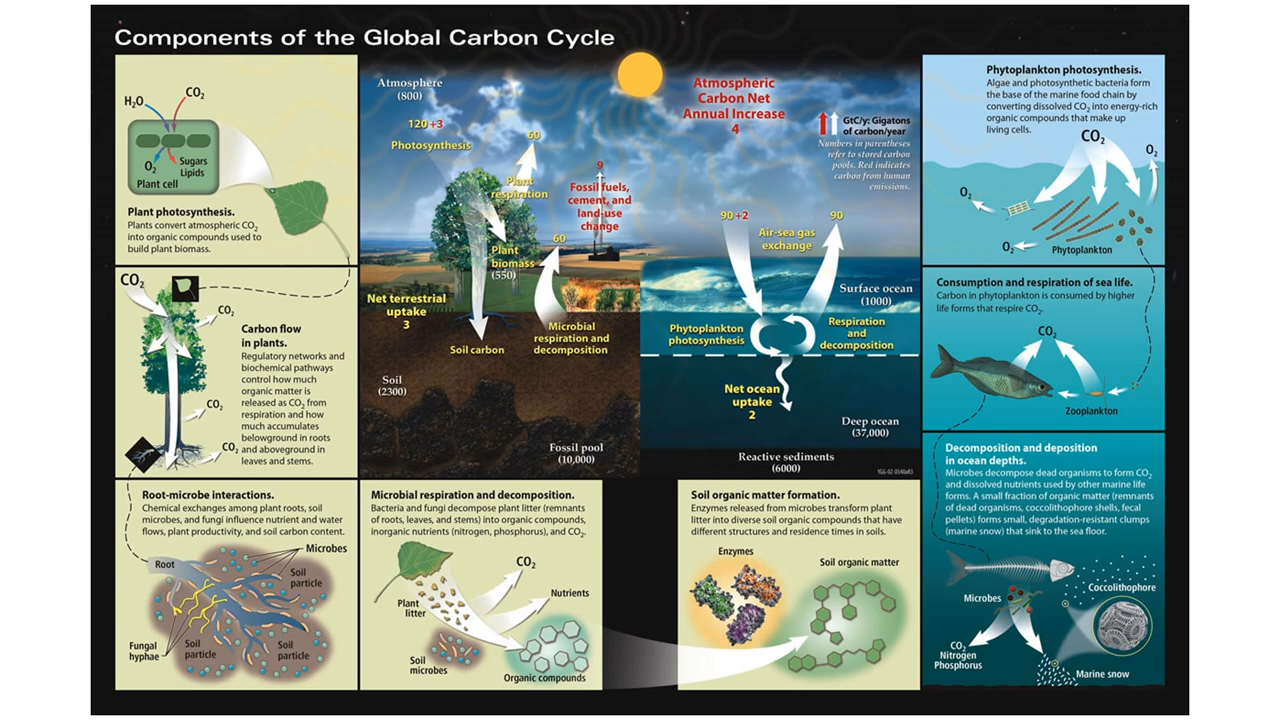 Components of the Global Carbon Cycle
H₂O
CO₂
O₂
Sugars
Lipids
Plant cell
Plant photosynthesis.
Plants convert atmospheric CO₂
into organic compounds used to
build plant biomass.
CO₂
CO₂
CO₂
CO₂
Carbon flow
in plants.
Regulatory networks and
biochemical pathways
control how much
organic matter is
released as CO₂ from
respiration and how
much accumulates
belowground in roots
and aboveground in
leaves and stems.
Atmosphere
(800)
120 +3
Photosynthesis
60
Plant
respiration
9
Fossil fuels,
cement, and
land-use
change
Plant
biomass
(550)
60
Net terrestrial
uptake
3
Soil carbon
Microbial
respiration and
decomposition
Soil
(2300)
Fossil pool
(10,000)
Atmospheric
Carbon Net
Annual Increase
4
GtC/y: Gigatons
of carbon/year
Numbers in parentheses
refer to stored carbon
pools. Red indicates
carbon from human
emissions.
90 +2
90
Air-sea gas
exchange
Surface ocean
(1000)
Phytoplankton
photosynthesis
Respiration
and
decomposition
Net ocean
uptake
2
Deep ocean
(37,000)
Reactive sediments
(6000)
Phytoplankton photosynthesis.
Algae and photosynthetic bacteria form
the base of the marine food chain by
converting dissolved CO₂ into energy-rich
organic compounds that make up
living cells.
CO₂
O₂
O₂
O₂
Phytoplankton
Consumption and respiration of sea life.
Carbon in phytoplankton is consumed by higher
life forms that respire CO₂.
CO₂
Zooplankton
Decomposition and deposition
in ocean depths.
Microbes decompose dead organisms to form CO₂
and dissolved nutrients used by other marine life
forms. A small fraction of organic matter (remnants
of dead organisms, coccolithophore shells, fecal
pellets) forms small, degradation-resistant clumps
(marine snow) that sink to the sea floor.
Microbes
Coccolithophore
CO₂
Nitrogen
Phosphorus
Marine snow
Root-microbe interactions.
Chemical exchanges among plant roots, soil
microbes, and fungi influence nutrient and water
flows, plant productivity, and soil carbon content.
Microbes
Root
Soil
particle
Fungal
hyphae
Soil
particle
Soil
particle
Microbial respiration and decomposition.
Bacteria and fungi decompose plant litter (remnants
of roots, leaves, and stems) into organic compounds,
inorganic nutrients (nitrogen, phosphorus), and CO₂.
CO₂
Nutrients
Plant
litter
Soil
microbes
Organic compounds
Soil organic matter formation.
Enzymes released from microbes transform plant
litter into diverse soil organic compounds that have
different structures and residence times in soils.
Enzymes
Soil organic matter